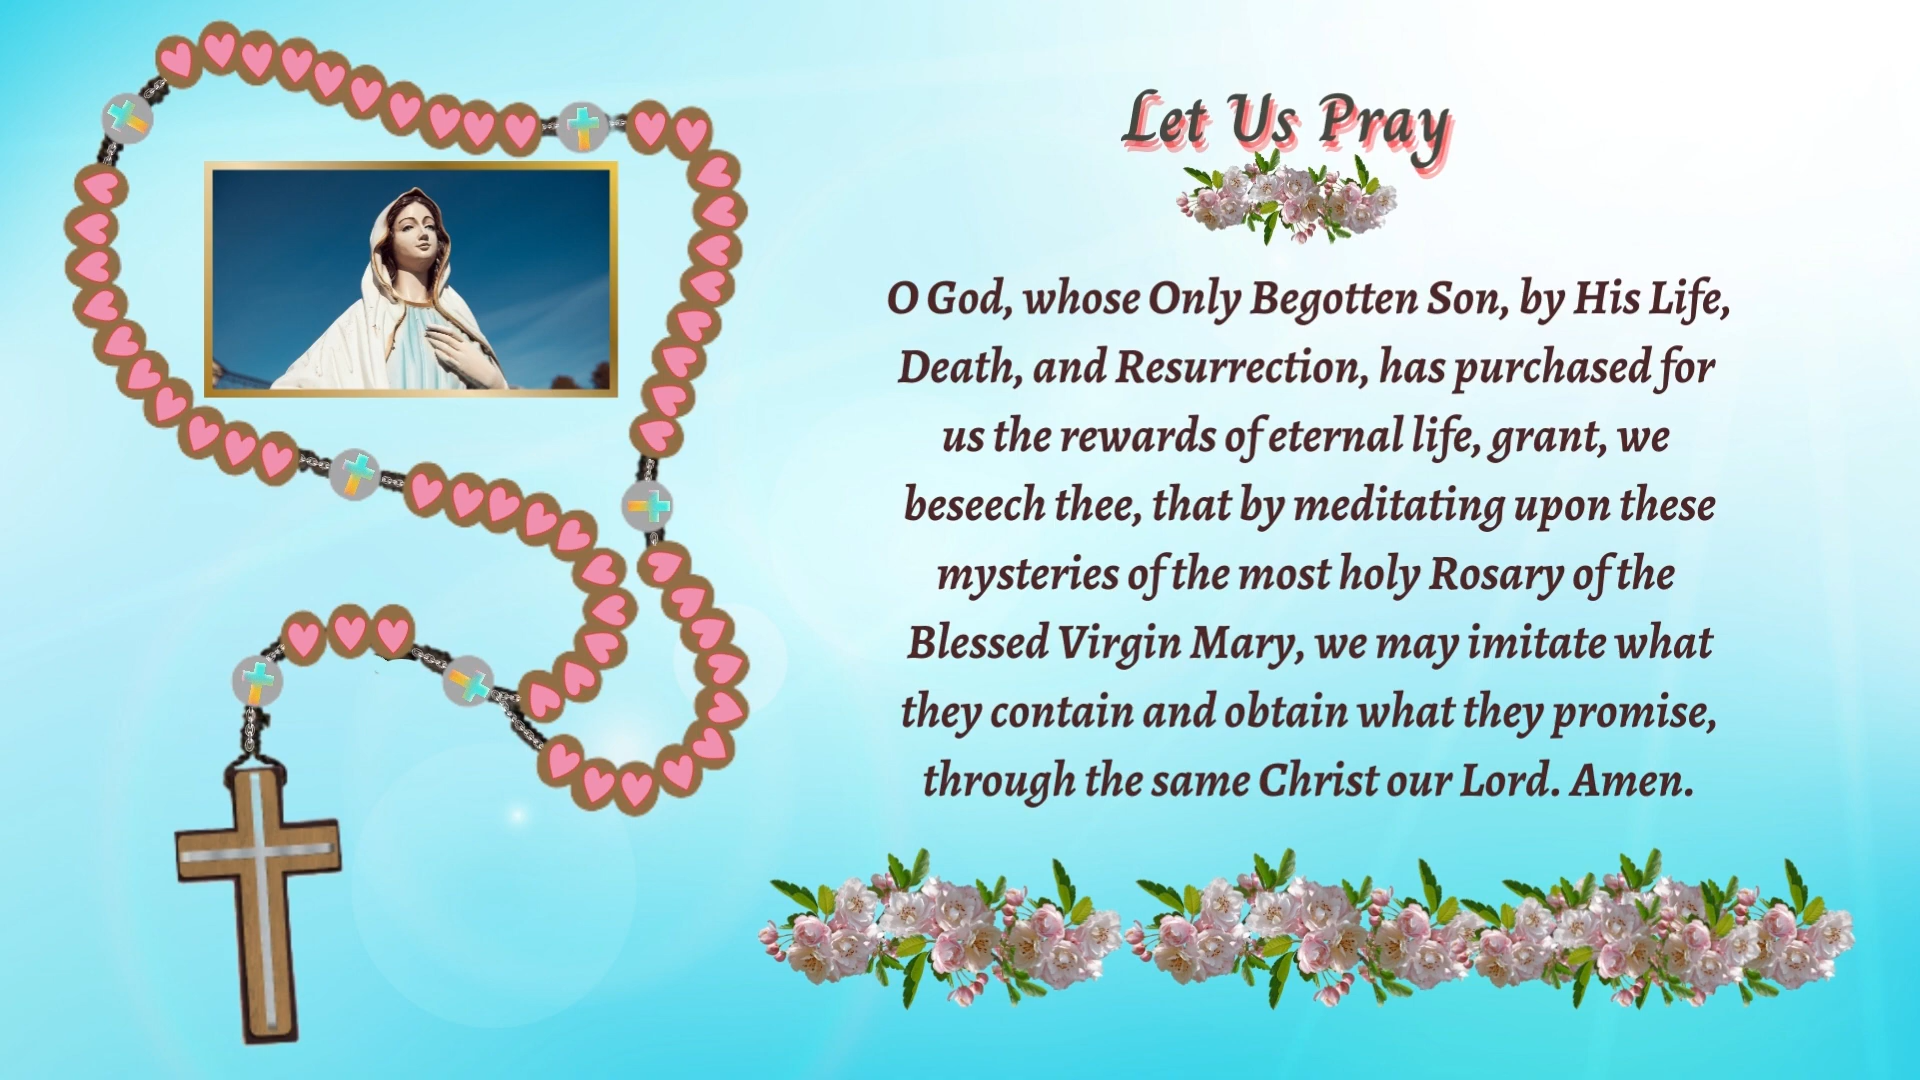 Let Us Pray
O God, whose Only Begotten Son, by His Life,
Death, and Resurrection, has purchased for
us the rewards of eternal life, grant, we
beseech thee, that by meditating upon these
mysteries of the most holy Rosary of the
Blessed Virgin Mary, we may imitate what
they contain and obtain what they promise,
through the same Christ our Lord. Amen.